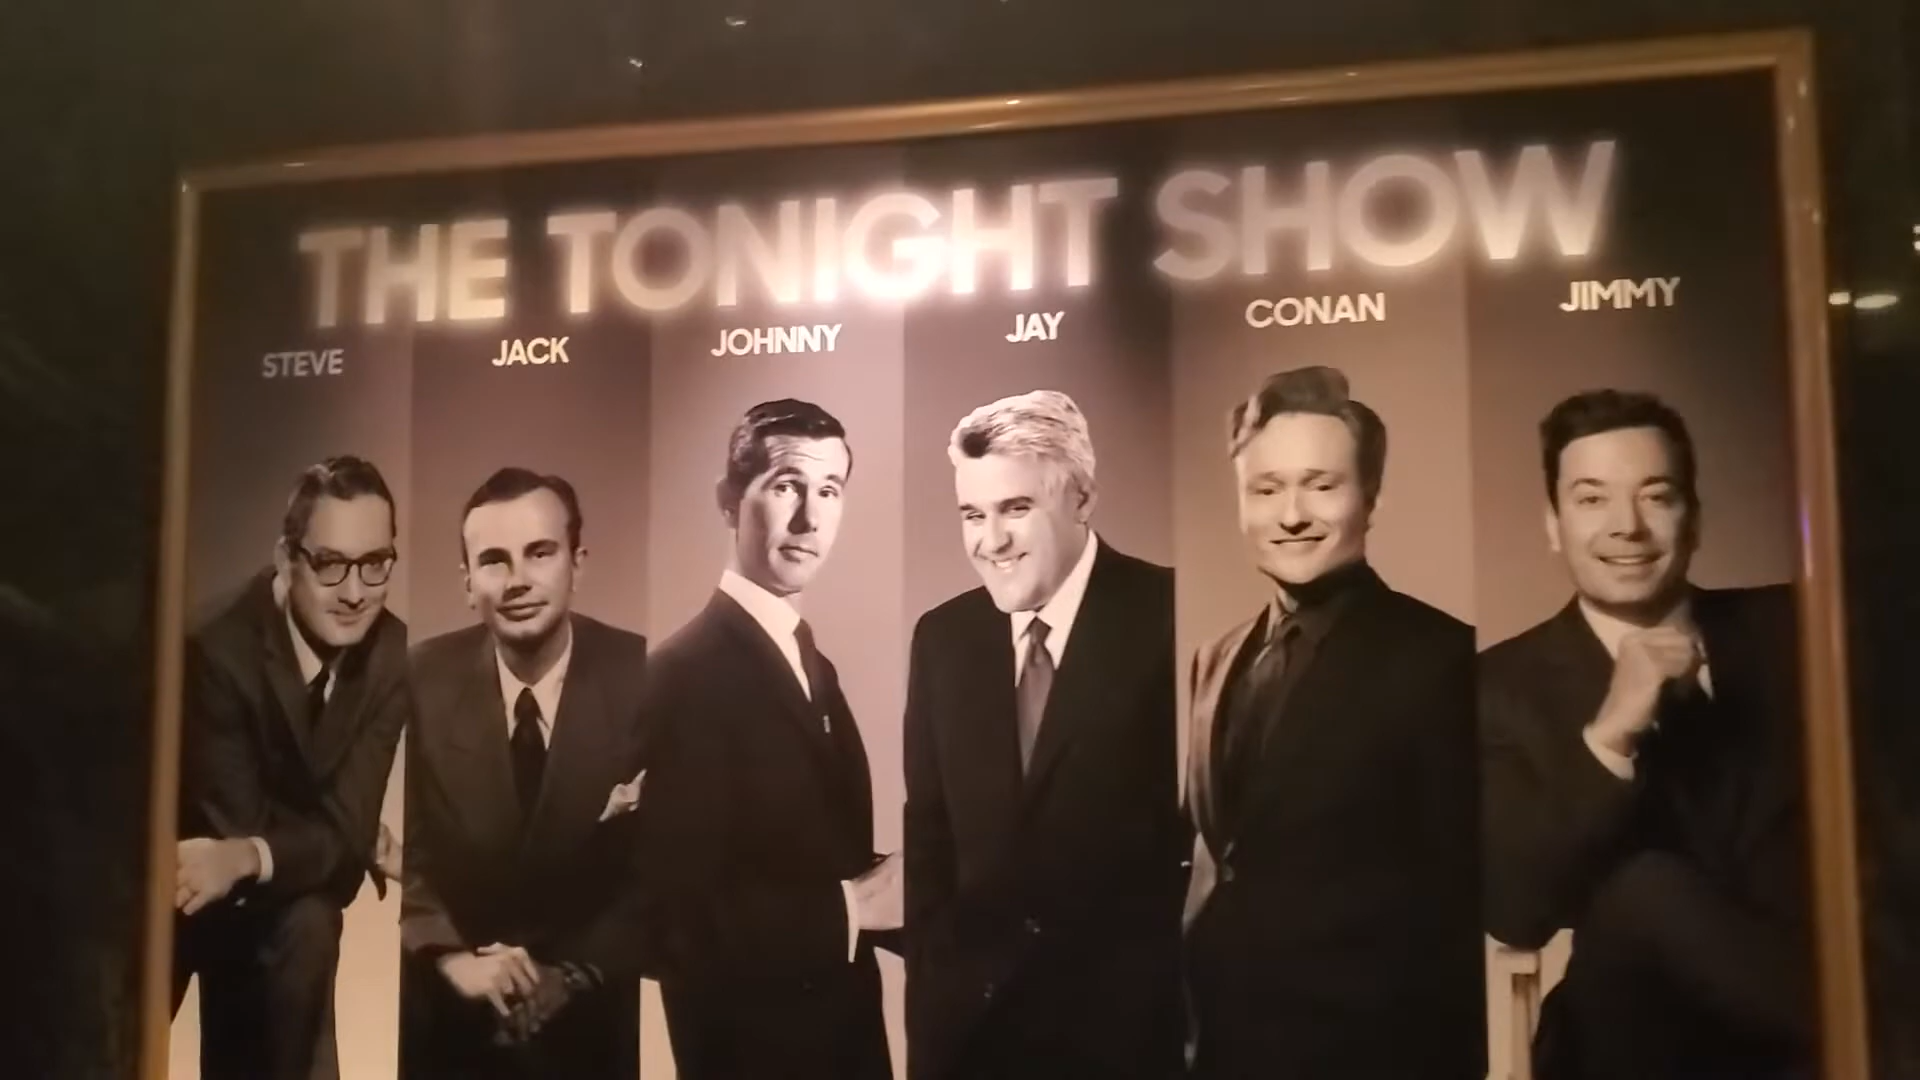 THE TONIGHT SHOW
STEVE
JACK
JOHNNY
JAY
CONAN
JIMMY